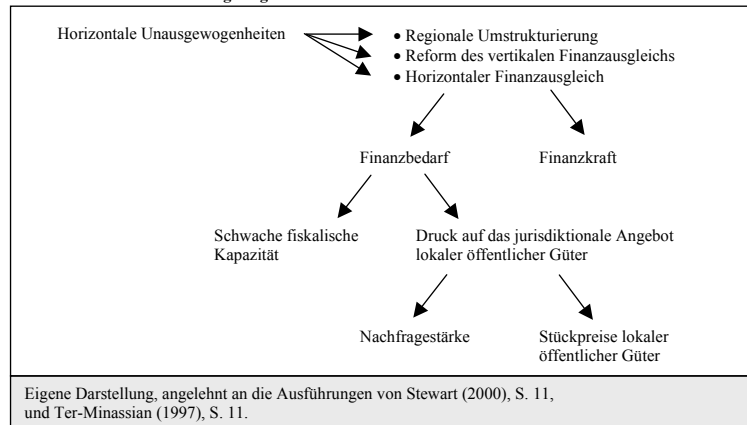 Horizontale Unausgewogenheiten
• Regionale Umstrukturierung
• Reform des vertikalen Finanzausgleichs
• Horizontaler Finanzausgleich
Finanzbedarf
Finanzkraft
Schwache fiskalische
Kapazität
Druck auf das jurisdiktionale Angebot
lokaler öffentlicher Güter
Nachfragestärke
Stückpreise lokaler
öffentlicher Güter
Eigene Darstellung, angelehnt an die Ausführungen von Stewart (2000), S. 11,
und Ter-Minassian (1997), S. 11.